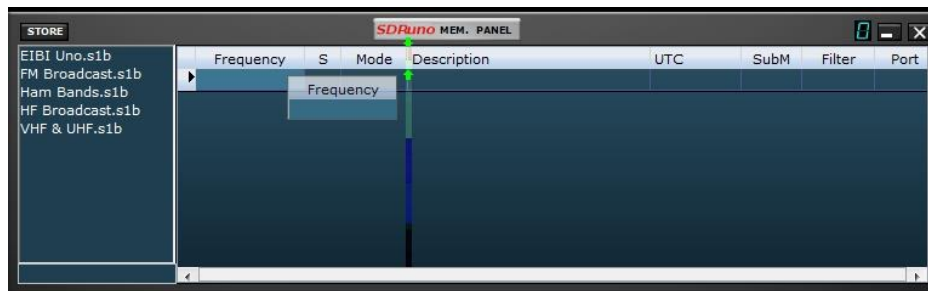 STORE
SDRuno MEM. PANEL
0
EIBI Uno.s1b
FM Broadcast.s1b
Ham Bands.s1b
HF Broadcast.s1b
VHF & UHF.s1b
Frequency S Mode Description UTC SubM Filter Port
Frequency